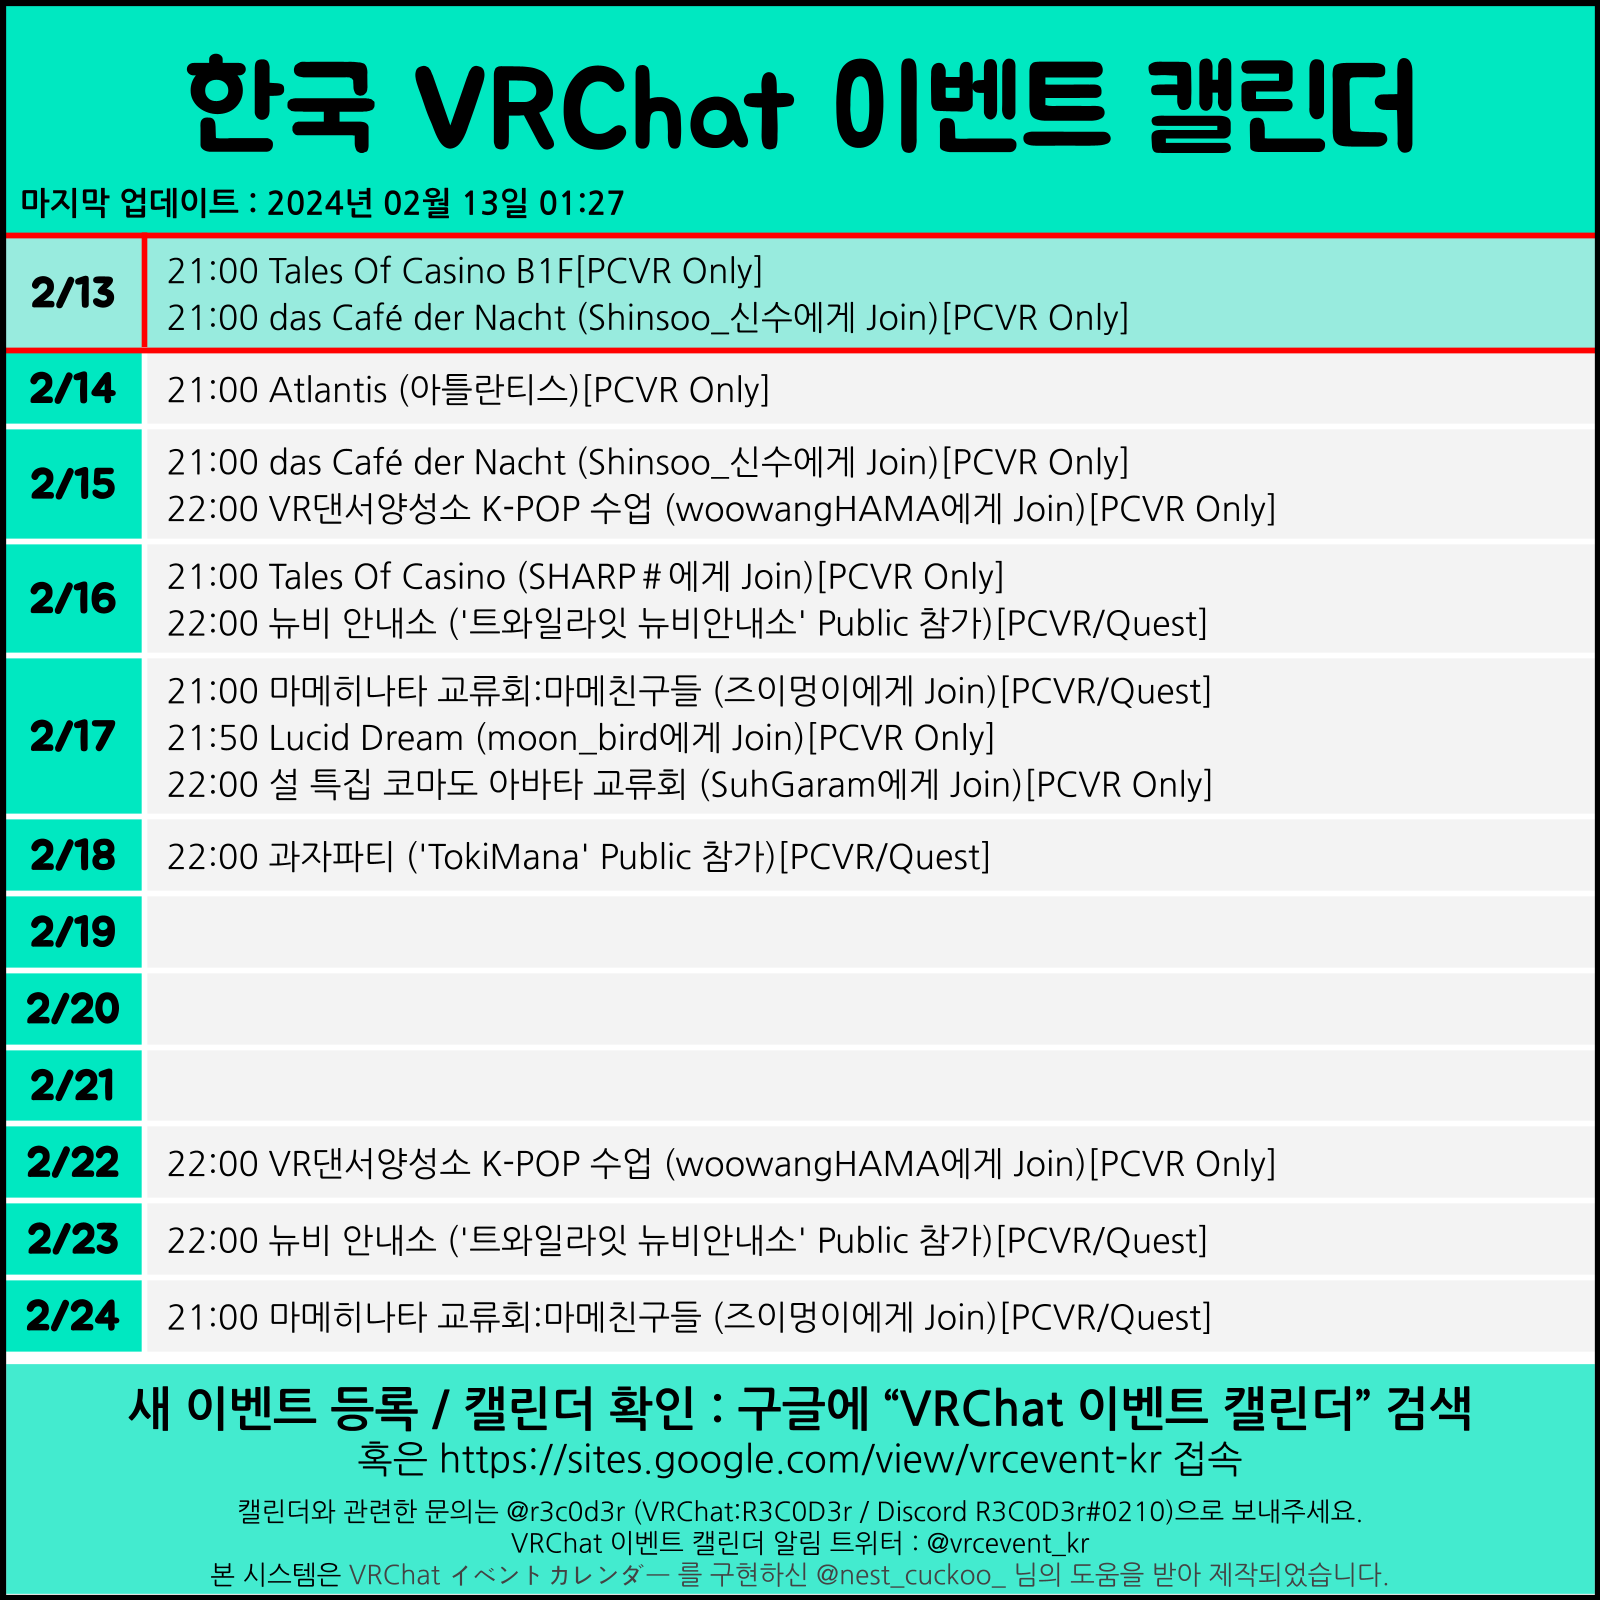 한국 VRChat 이벤트 캘린더
마지막 업데이트 : 2024년 02월 13일 01:27
2/13
21:00 Tales Of Casino B1F[PCVR Only]
21:00 das Café der Nacht (Shinsoo_신수에게 Join)[PCVR Only]
2/14
21:00 Atlantis (아틀란티스)[PCVR Only]
2/15
21:00 das Café der Nacht (Shinsoo_신수에게 Join)[PCVR Only]
22:00 VR댄서양성소 K-POP 수업 (woowangHAMA에게 Join)[PCVR Only]
2/16
21:00 Tales Of Casino (SHARP＃에게 Join)[PCVR Only]
22:00 뉴비 안내소 ('트와일라잇 뉴비안내소' Public 참가)[PCVR/Quest]
2/17
21:00 마메히나타 교류회:마메친구들 (즈이멍이에게 Join)[PCVR/Quest]
21:50 Lucid Dream (moon_bird에게 Join)[PCVR Only]
22:00 설 특집 코마도 아바타 교류회 (SuhGaram에게 Join)[PCVR Only]
2/18
22:00 과자파티 ('TokiMana' Public 참가)[PCVR/Quest]
2/19
2/20
2/21
2/22
22:00 VR댄서양성소 K-POP 수업 (woowangHAMA에게 Join)[PCVR Only]
2/23
22:00 뉴비 안내소 ('트와일라잇 뉴비안내소' Public 참가)[PCVR/Quest]
2/24
21:00 마메히나타 교류회:마메친구들 (즈이멍이에게 Join)[PCVR/Quest]
새 이벤트 등록 / 캘린더 확인 : 구글에 “VRChat 이벤트 캘린더” 검색
혹은 https://sites.google.com/view/vrcevent-kr 접속
캘린더와 관련한 문의는 @r3c0d3r (VRChat:R3C0D3r / Discord R3C0D3r#0210)으로 보내주세요.
VRChat 이벤트 캘린더 알림 트위터 : @vrcevent_kr
본 시스템은 VRChat イベントカレンダー 를 구현하신 @nest_cuckoo_ 님의 도움을 받아 제작되었습니다.